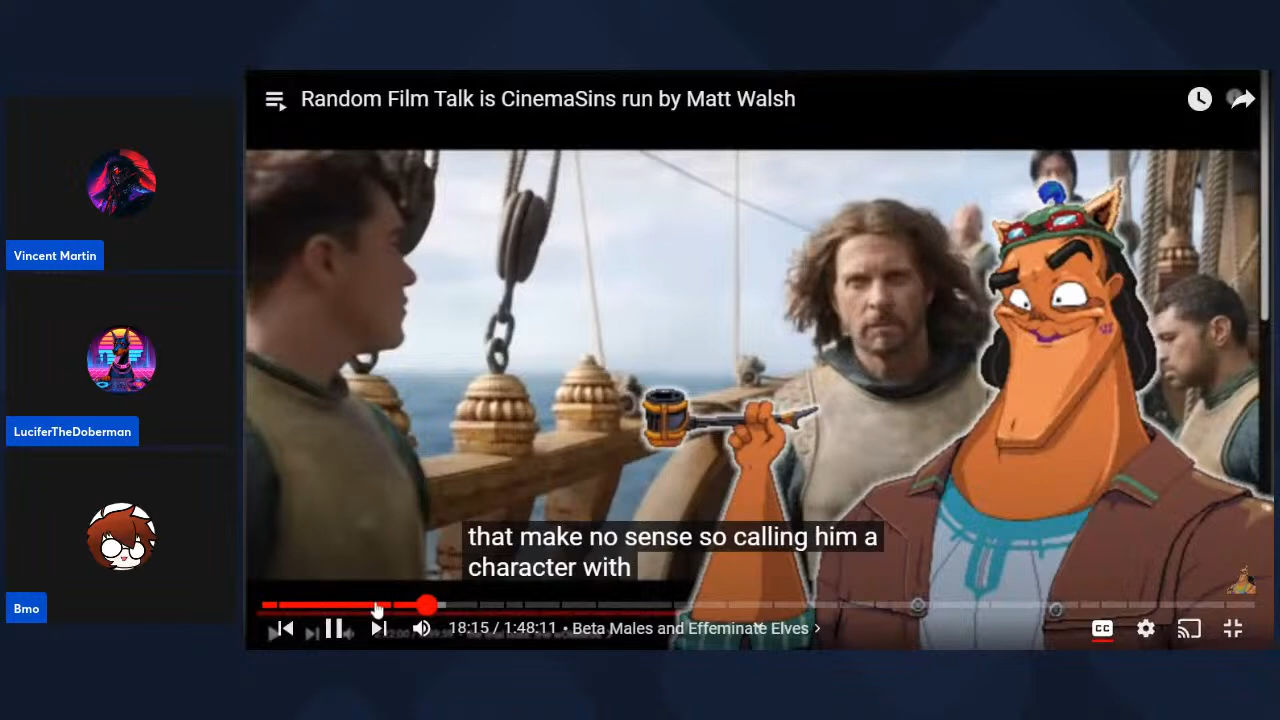 Random Film Talk is CinemaSins run by Matt Walsh
Vincent Martin
LuciferTheDoberman
that make no sense so calling him a
character with
Bmo
18:15 / 1:48:11 • Beta Males and Effeminate Elves >
CC